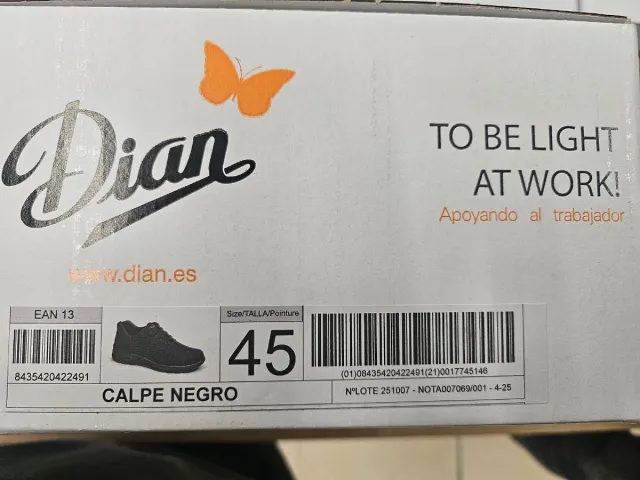 Dian
TO BE LIGHT
AT WORK!
Apoyando al trabajador
www.dian.es
EAN 13
8435420422491
Size/TALLA/Pointure
45
(01)08435420422491(21)0017745146
CALPE NEGRO
NºLOTE 251007 - NOTA007069/001 - 4-25